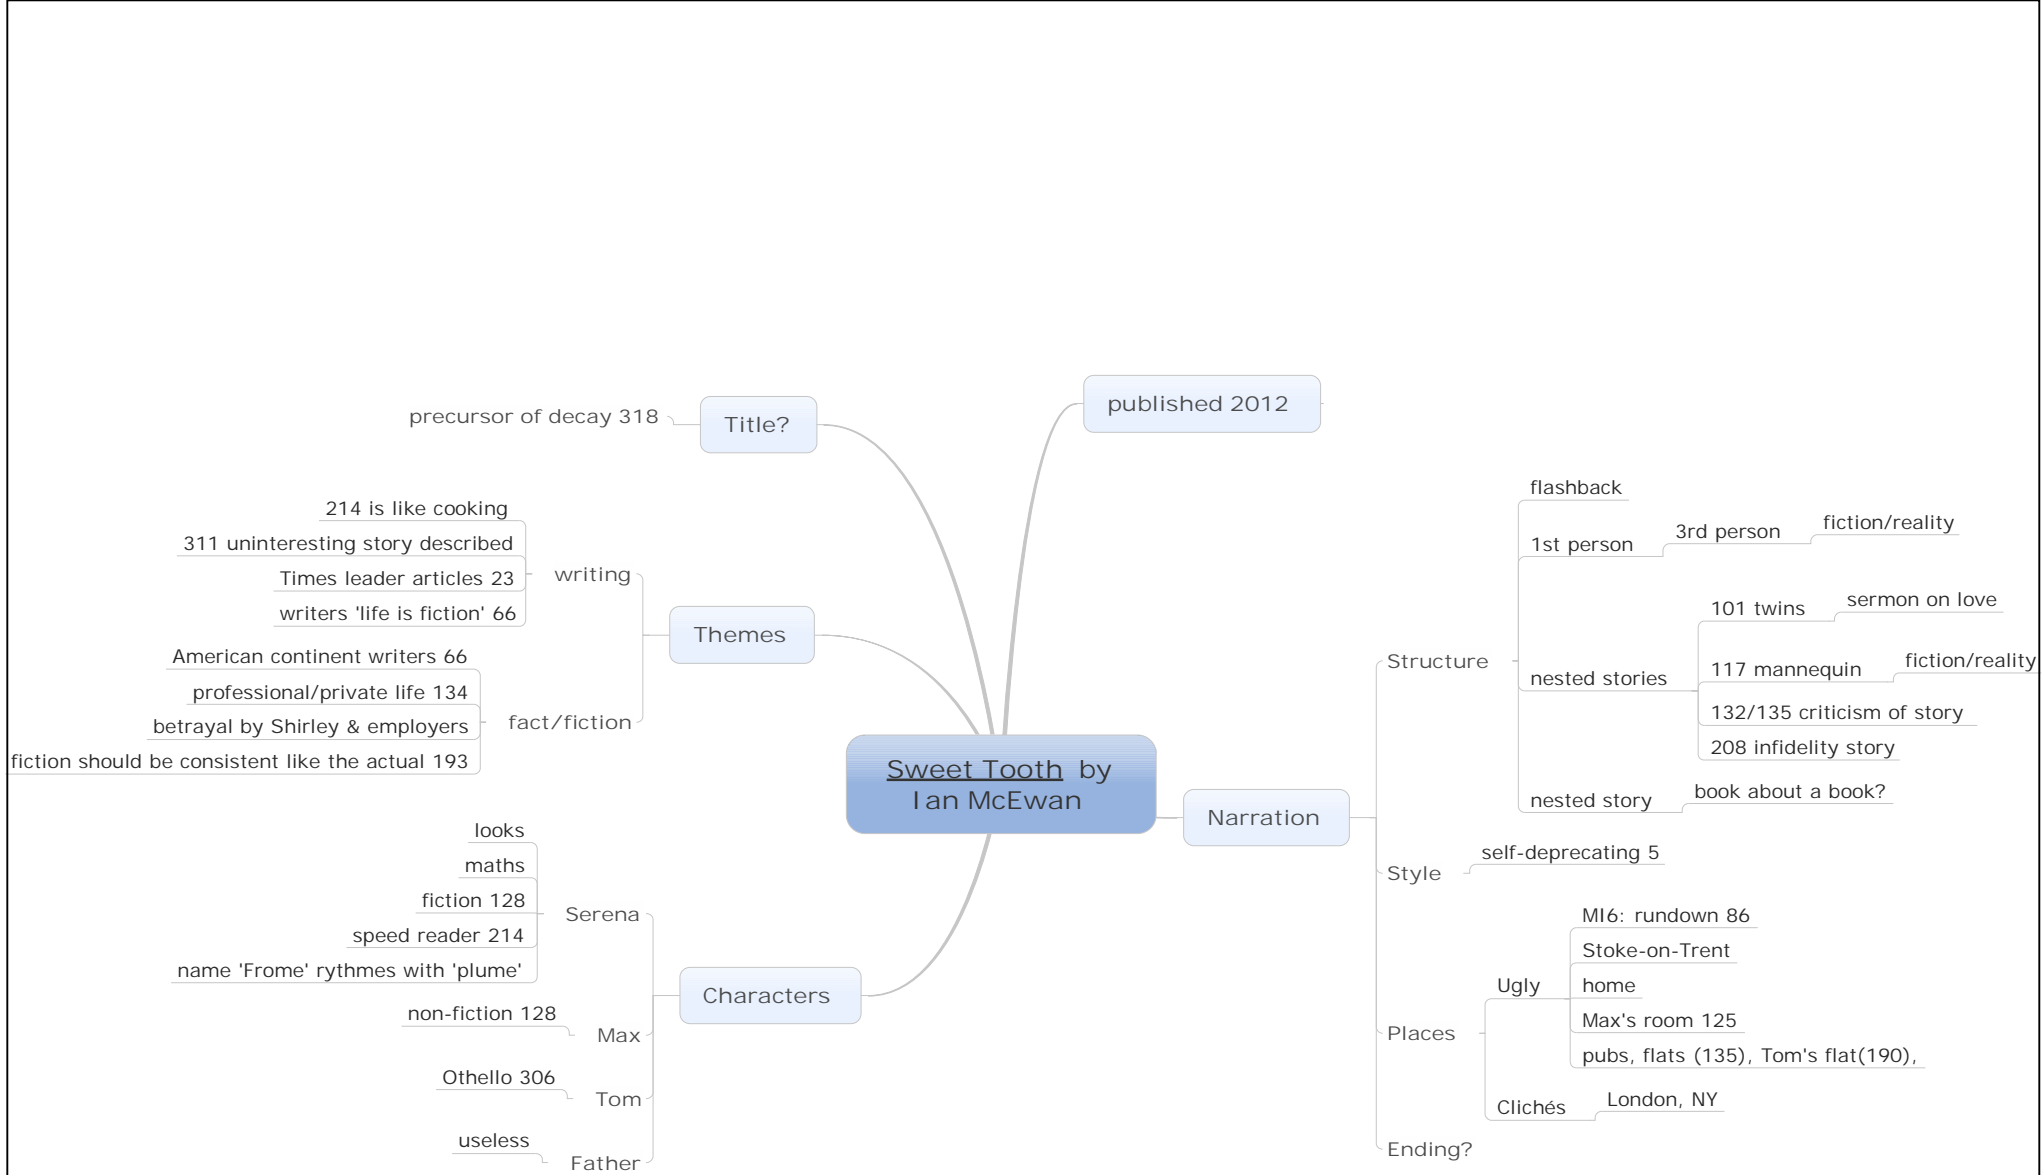 Sweet Tooth by
Ian McEwan
published 2012
Narration
Structure
flashback
1st person
3rd person
fiction/reality
nested stories
101 twins
sermon on love
117 mannequin
fiction/reality
132/135 criticism of story
208 infidelity story
nested story
book about a book?
Style
self-deprecating 5
Places
Ugly
MI6: rundown 86
Stoke-on-Trent
home
Max's room 125
pubs, flats (135), Tom's flat(190),
Clichés
London, NY
Ending?
Title?
precursor of decay 318
Themes
writing
214 is like cooking
311 uninteresting story described
Times leader articles 23
writers 'life is fiction' 66
fact/fiction
American continent writers 66
professional/private life 134
betrayal by Shirley & employers
fiction should be consistent like the actual 193
Characters
Serena
looks
maths
fiction 128
speed reader 214
name 'Frome' rythmes with 'plume'
Max
non-fiction 128
Tom
Othello 306
Father
useless